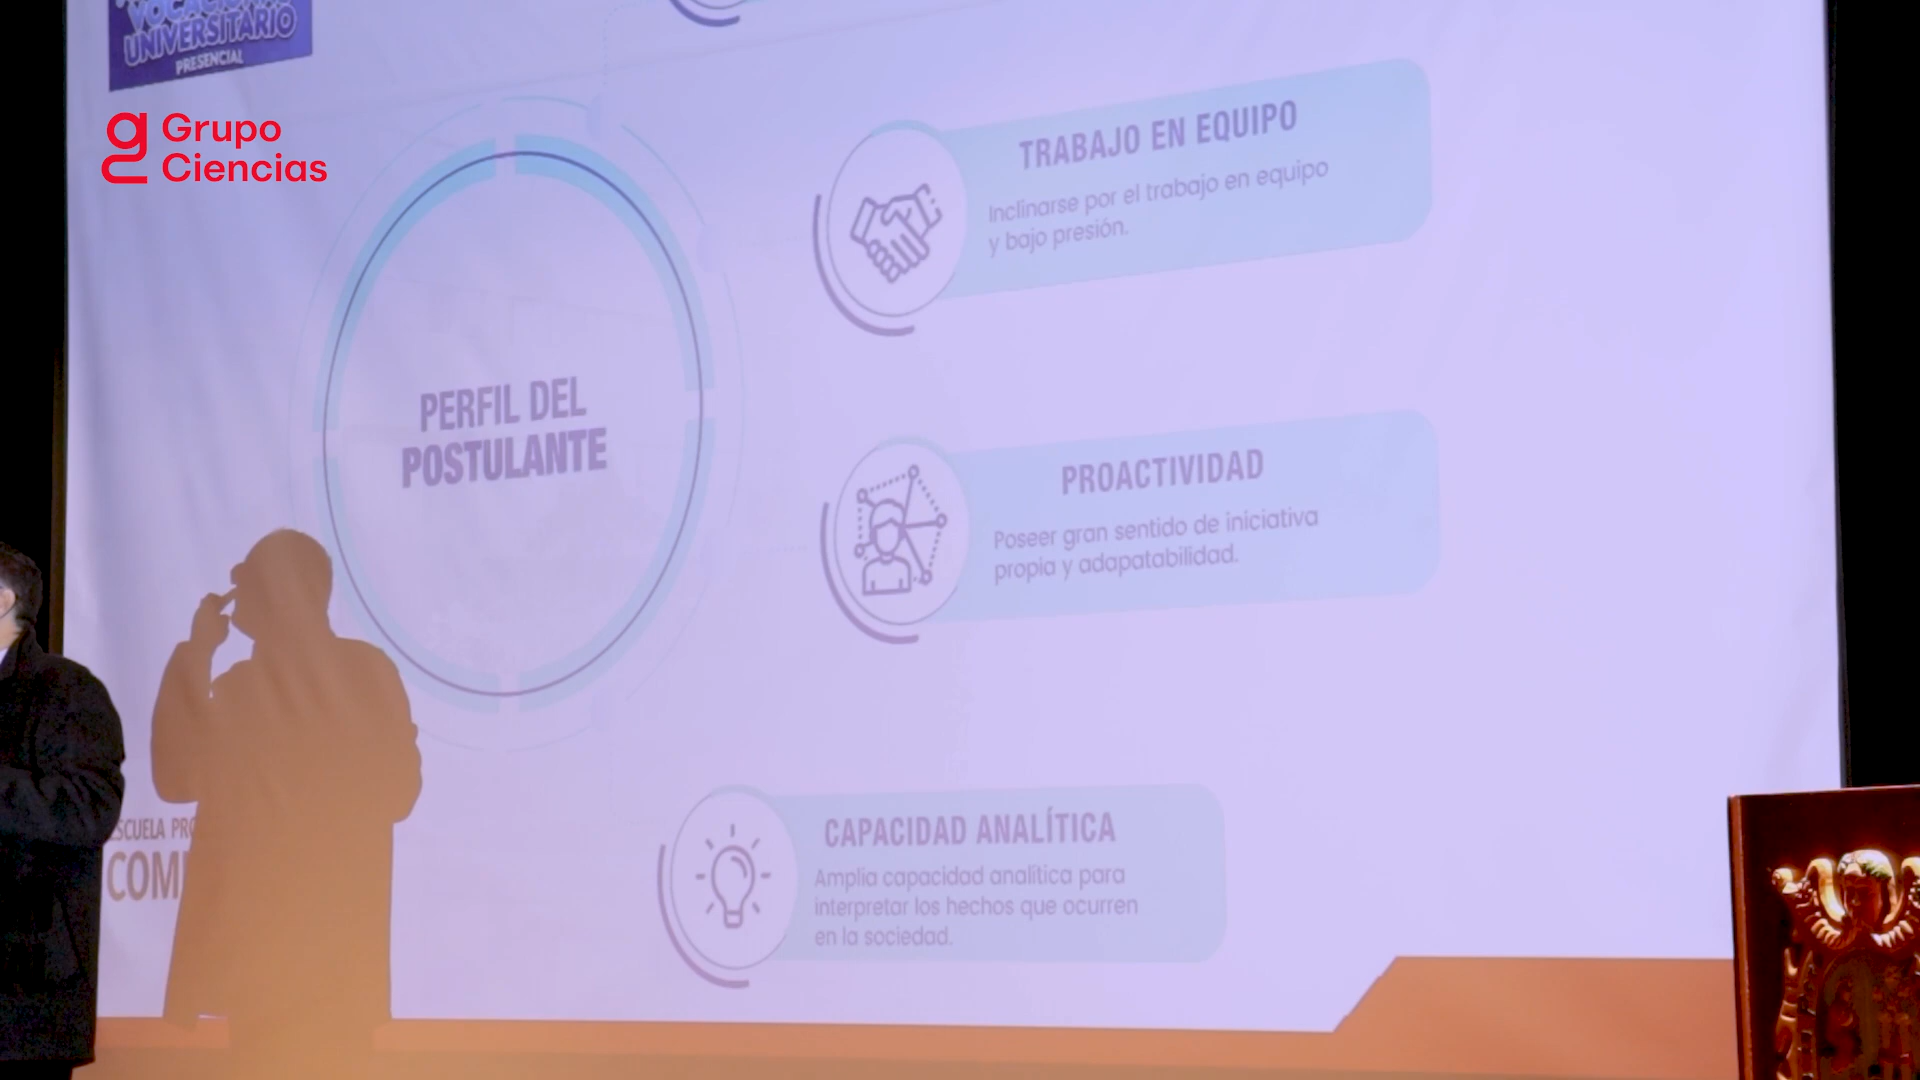 UNIVERSITARIO
PRESENCIAL
Grupo
Ciencias
PERFIL DEL
POSTULANTE
TRABAJO EN EQUIPO
Inclinarse por el trabajo en equipo
y bajo presión.
PROACTIVIDAD
Poseer gran sentido de iniciativa
propia y adapatabilidad.
CAPACIDAD ANALÍTICA
Amplia capacidad analítica para
interpretar los hechos que ocurren
en la sociedad.